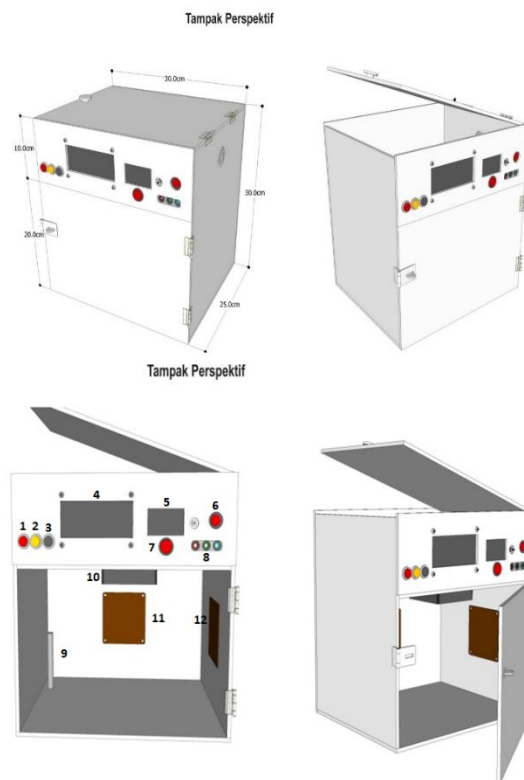 Tampak Perspektif
30.0cm
10.0cm
30.0cm
20.0cm
25.0cm
Tampak Perspektif
4
5
6
1 2 3
7
8
10
11
12
9